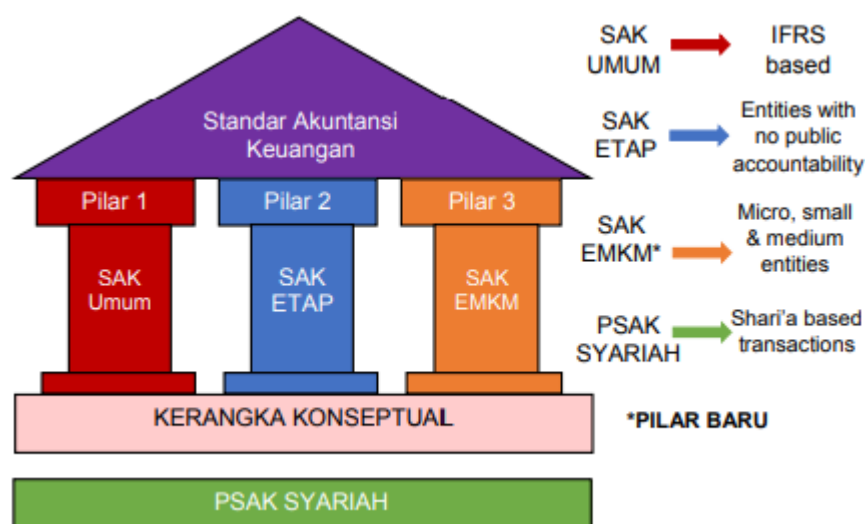 Standar Akuntansi
Keuangan
Pilar 1
Pilar 2
Pilar 3
SAK
Umum
SAK
ETAP
SAK
EMKM
KERANGKA KONSEPTUAL
PSAK SYARIAH
SAK
UMUM
IFRS
based
SAK
ETAP
Entities with
no public
accountability
SAK
EMKM*
Micro, small
& medium
entities
PSAK
SYARIAH
Shari'a based
transactions
*PILAR BARU